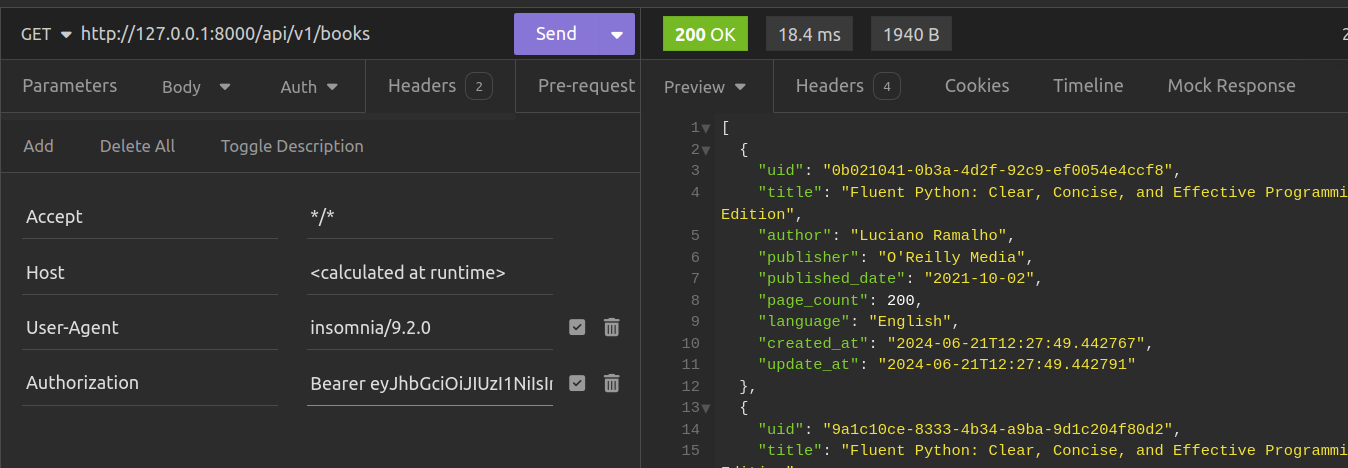 GET http://127.0.0.1:8000/api/v1/books Send
Parameters Body Auth Headers 2 Pre-request
Add Delete All Toggle Description
Accept */*
Host <calculated at runtime>
User-Agent insomnia/9.2.0
Authorization Bearer eyJhbGciOiJIUzI1NiIsIn
200 OK 18.4 ms 1940 B
Preview Headers 4 Cookies Timeline Mock Response
1 [
2 {
3 "uid": "0b021041-0b3a-4d2f-92c9-ef0054e4ccf8",
4 "title": "Fluent Python: Clear, Concise, and Effective Programmi
Edition",
5 "author": "Luciano Ramalho",
6 "publisher": "O'Reilly Media",
7 "published_date": "2021-10-02",
8 "page_count": 200,
9 "language": "English",
10 "created_at": "2024-06-21T12:27:49.442767",
11 "update_at": "2024-06-21T12:27:49.442791"
12 },
13 {
14 "uid": "9a1c10ce-8333-4b34-a9ba-9d1c204f80d2",
15 "title": "Fluent Python: Clear, Concise, and Effective Programmi
Edition"